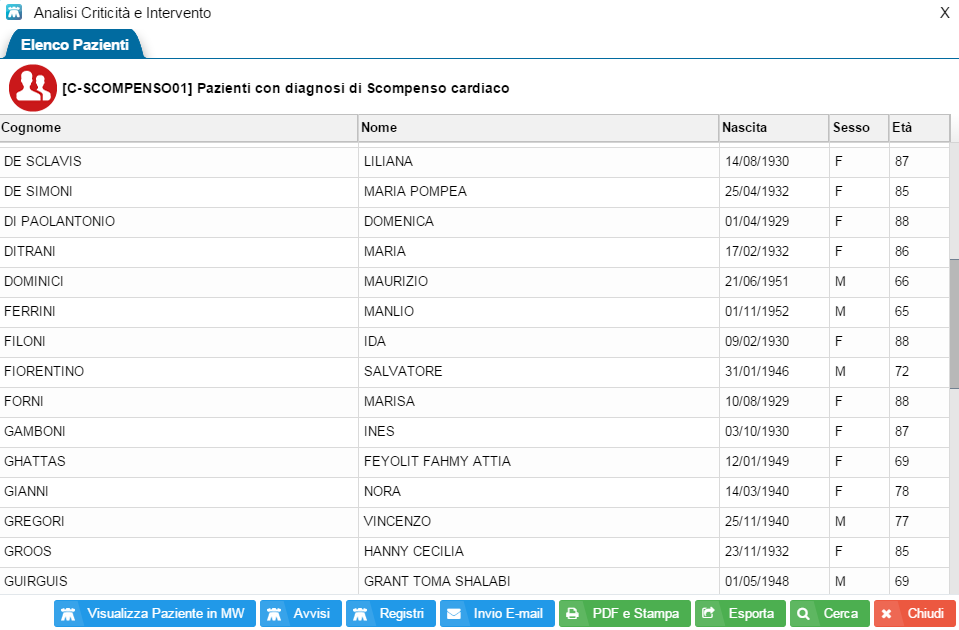 Analisi Criticità e Intervento X
Elenco Pazienti
[C-SCOMPENSO01] Pazienti con diagnosi di Scompenso cardiaco
Cognome Nome Nascita Sesso Età
DE SCLAVIS LILIANA 14/08/1930 F 87
DE SIMONI MARIA POMPEA 25/04/1932 F 85
DI PAOLANTONIO DOMENICA 01/04/1929 F 88
DITRANI MARIA 17/02/1932 F 86
DOMINICI MAURIZIO 21/06/1951 M 66
FERRINI MANLIO 01/11/1952 M 65
FILONI IDA 09/02/1930 F 88
FIORENTINO SALVATORE 31/01/1946 M 72
FORNI MARISA 10/08/1929 F 88
GAMBONI INES 03/10/1930 F 87
GHATTAS FEYOLIT FAHMY ATTIA 12/01/1949 F 69
GIANNI NORA 14/03/1940 F 78
GREGORI VINCENZO 25/11/1940 M 77
GROOS HANNY CECILIA 23/11/1932 F 85
GUIRGUIS GRANT TOMA SHALABI 01/05/1948 M 69
Visualizza Paziente in MW Avvisi Registri Invio E-mail PDF e Stampa Esporta Cerca Chiudi